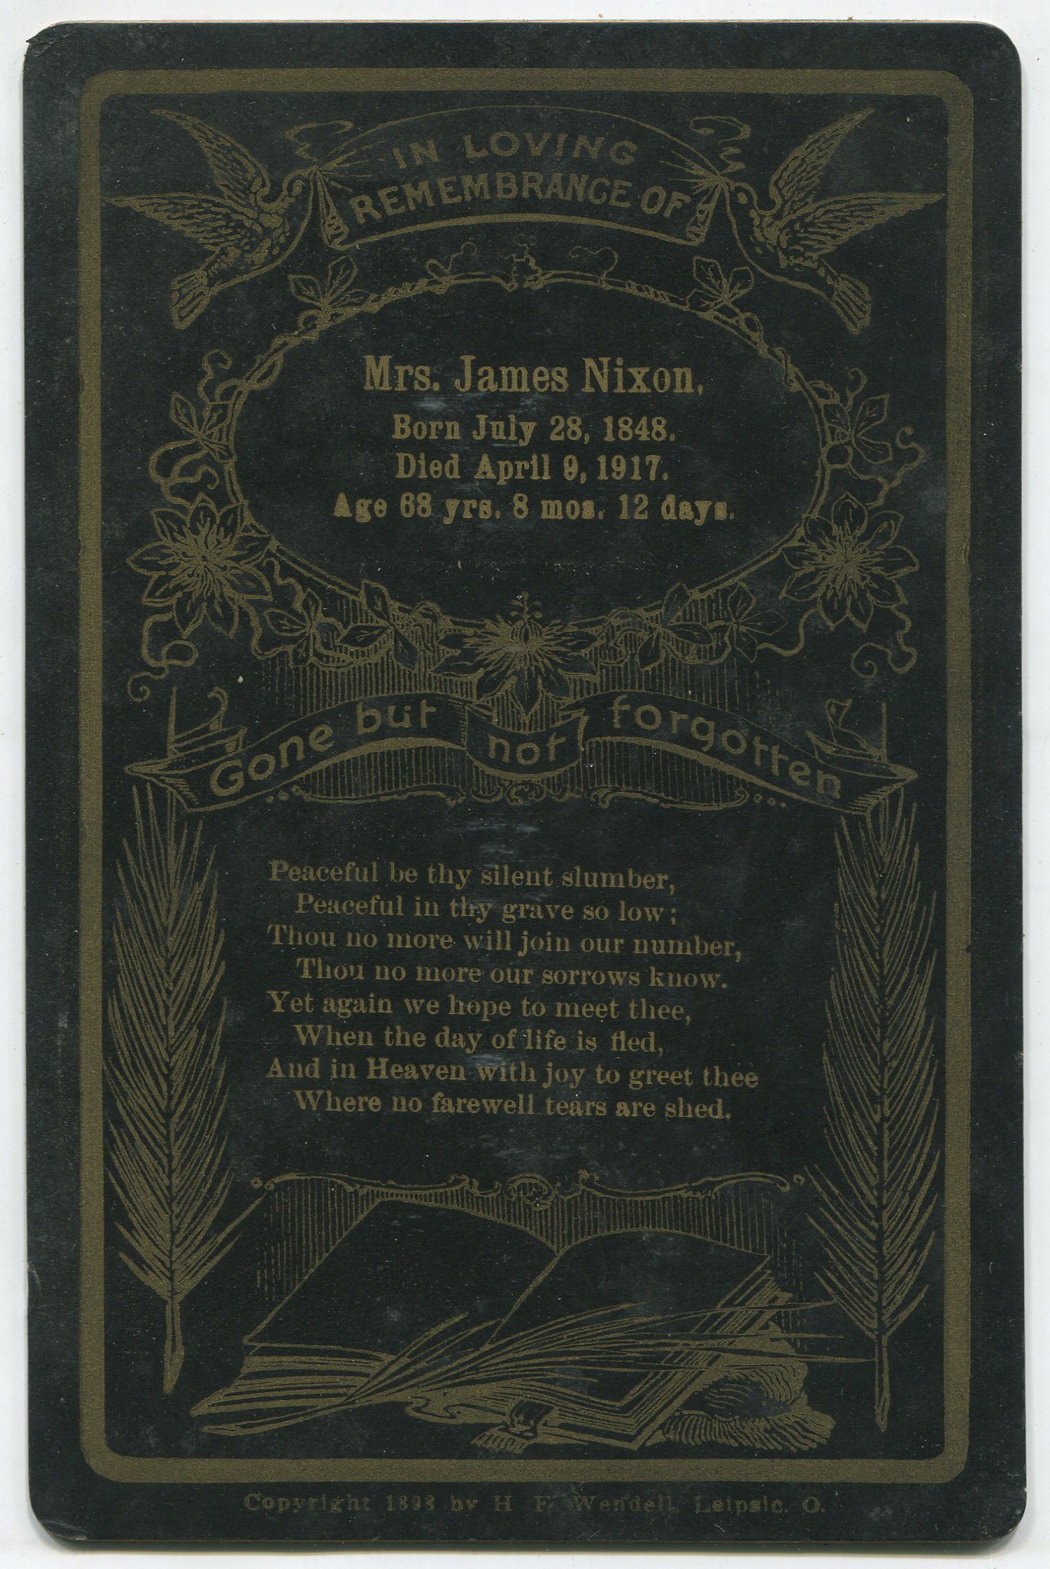 IN LOVING
REMEMBRANCE OF
Mrs. James Nixon,
Born July 28, 1848.
Died April 9, 1917.
Age 68 yrs. 8 mos. 12 days.
Gone but not forgotten
Peaceful be thy silent slumber,
Peaceful in thy grave so low;
Thou no more will join our number,
Thou no more our sorrows know.
Yet again we hope to meet thee,
When the day of life is fled,
And in Heaven with joy to greet thee
Where no farewell tears are shed.
Copyright 1898 by H. F. Wendell, Leipsic, O.